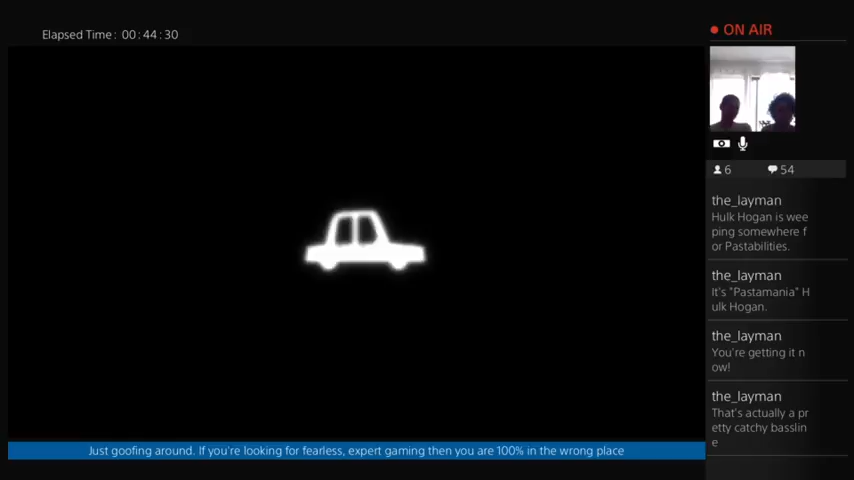 Elapsed Time: 00:44:30
ON AIR
6 54
the_layman
Hulk Hogan is wee
ping somewhere f
or Pastabilities.
the_layman
It's "Pastamania" H
ulk Hogan.
the_layman
You're getting it n
ow!
the_layman
That's actually a pr
etty catchy basslin
e
Just goofing around. If you're looking for fearless, expert gaming then you are 100% in the wrong place